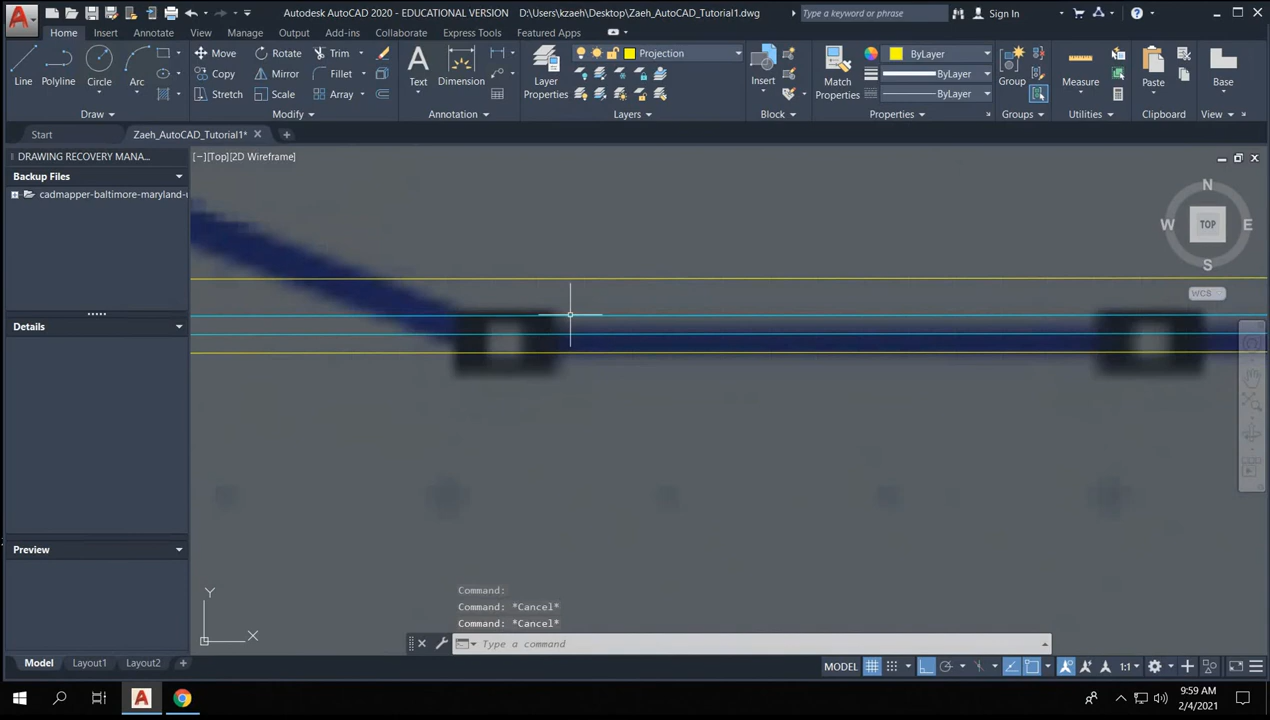 Autodesk AutoCAD 2020 - EDUCATIONAL VERSION D:\Users\kzaeh\Desktop\Zaeh_AutoCAD_Tutorial1.dwg Type a keyword or phrase Sign In
Home Insert Annotate View Manage Output Add-ins Collaborate Express Tools Featured Apps
Line Polyline Circle Arc
Move Rotate Trim
Copy Mirror Fillet
Stretch Scale Array
Text Dimension
Layer Properties
Projection
Insert
Match Properties
ByLayer
ByLayer
ByLayer
Group Measure Paste Base
Draw Modify Annotation Layers Block Properties Groups Utilities Clipboard View
Start Zaeh_AutoCAD_Tutorial1*
DRAWING RECOVERY MANA...
[−][Top][2D Wireframe]
Backup Files
cadmapper-baltimore-maryland-
N
W TOP E
S
WCS
Details
Preview
Y
X
Command:
Command: *Cancel*
Command: *Cancel*
Type a command
Model Layout1 Layout2
MODEL 1:1
9:59 AM
2/4/2021